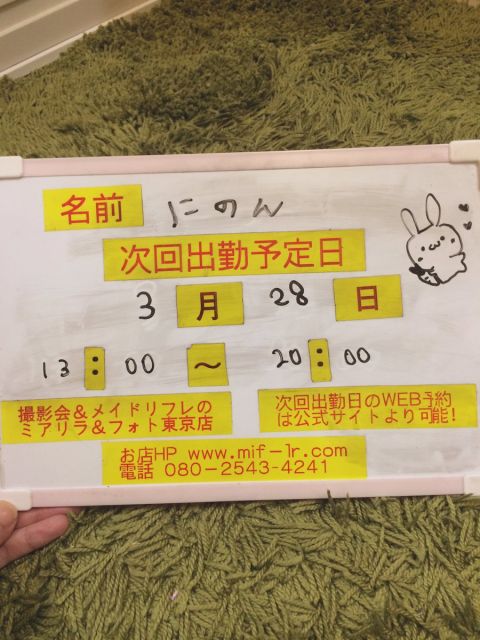 名前 にのん
次回出勤予定日
3月28日
13:00～20:00
撮影会＆メイドリフレの
ミアリラ＆フォト東京店
次回出勤日のWEB予約
は公式サイトより可能!
お店HP www.mif-lr.com
電話 080-2543-4241